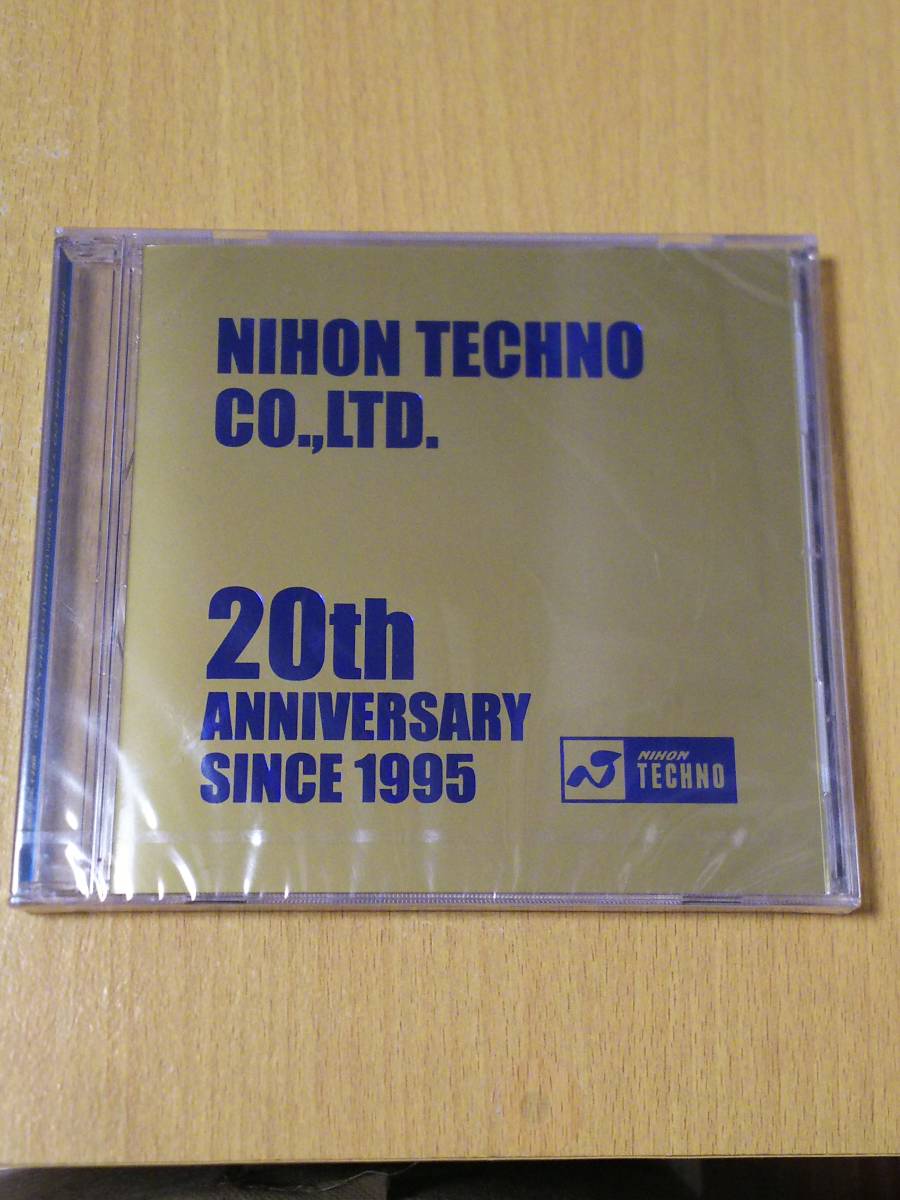 NIHON TECHNO
CO.,LTD.
20th
ANNIVERSARY
SINCE 1995
NIHON
TECHNO